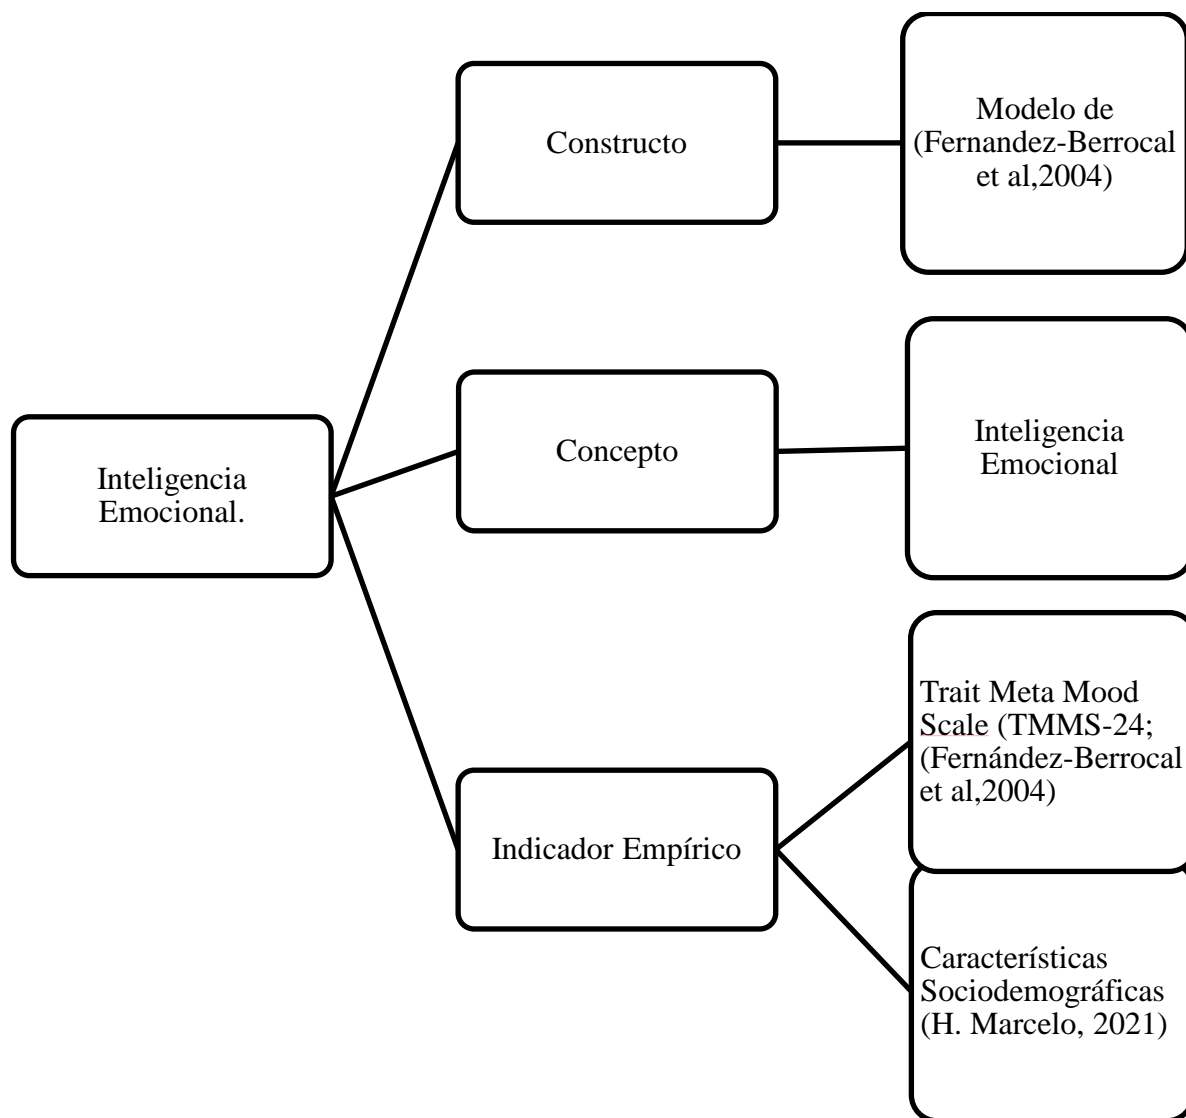 Modelo de
(Fernandez-Berrocal
et al,2004)
Constructo
Inteligencia
Emocional
Concepto
Inteligencia
Emocional.
Trait Meta Mood
Scale (TMMS-24;
(Fernández-Berrocal
et al,2004)
Indicador Empírico
Característísticas
Sociodemográficas
(H. Marcelo, 2021)